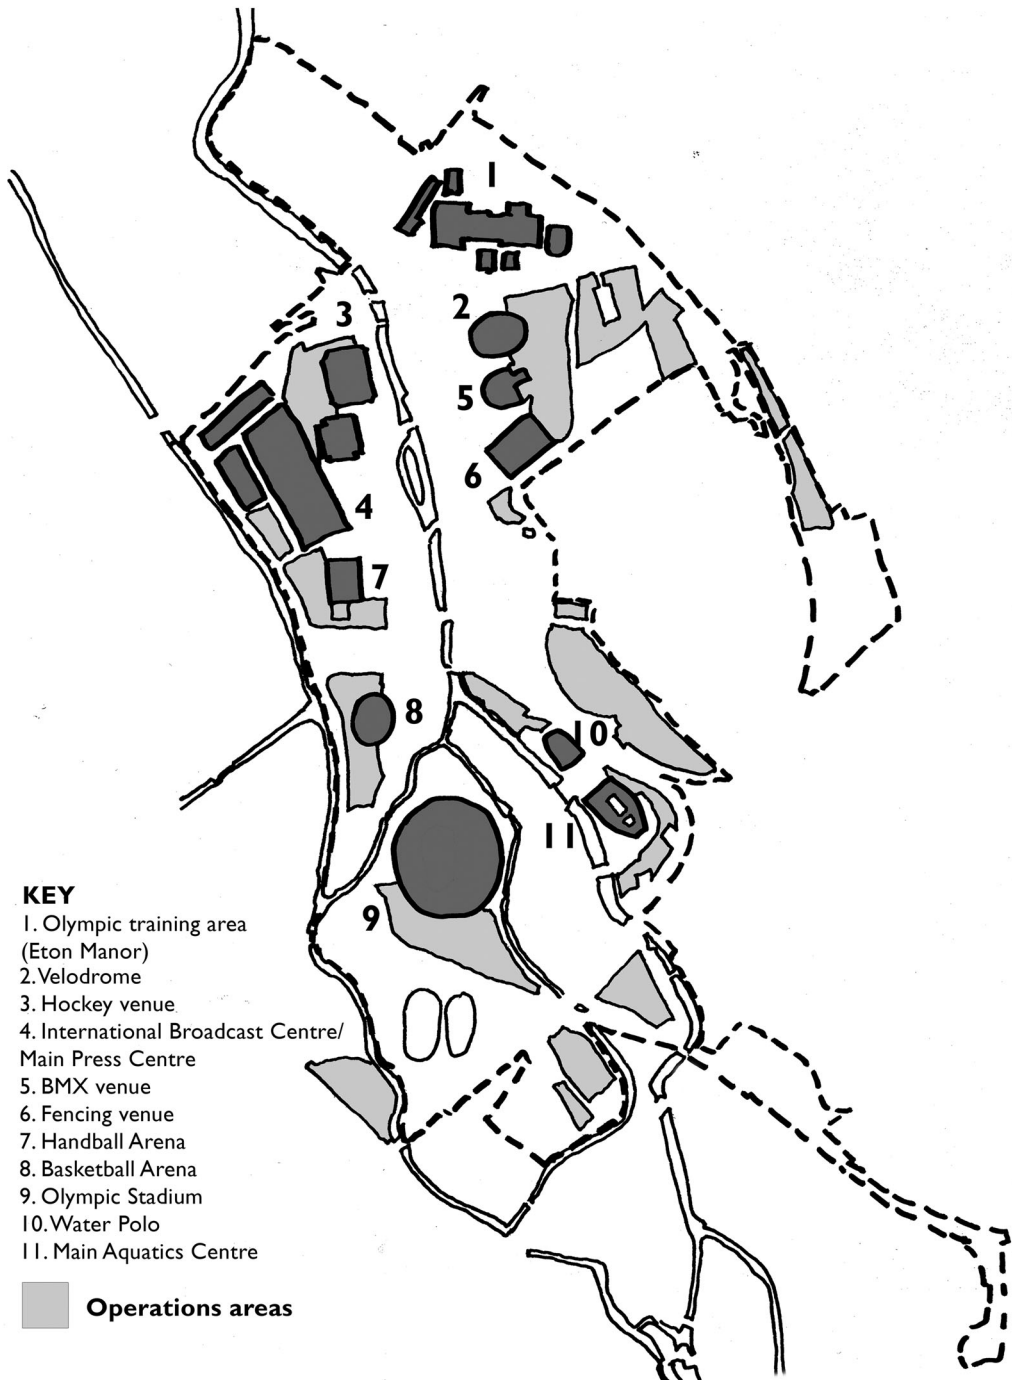 1
2
3
5
6
4
7
8
10
11
9
KEY
1. Olympic training area
(Eton Manor)
2. Velodrome
3. Hockey venue
4. International Broadcast Centre/
Main Press Centre
5. BMX venue
6. Fencing venue
7. Handball Arena
8. Basketball Arena
9. Olympic Stadium
10. Water Polo
11. Main Aquatics Centre
Operations areas